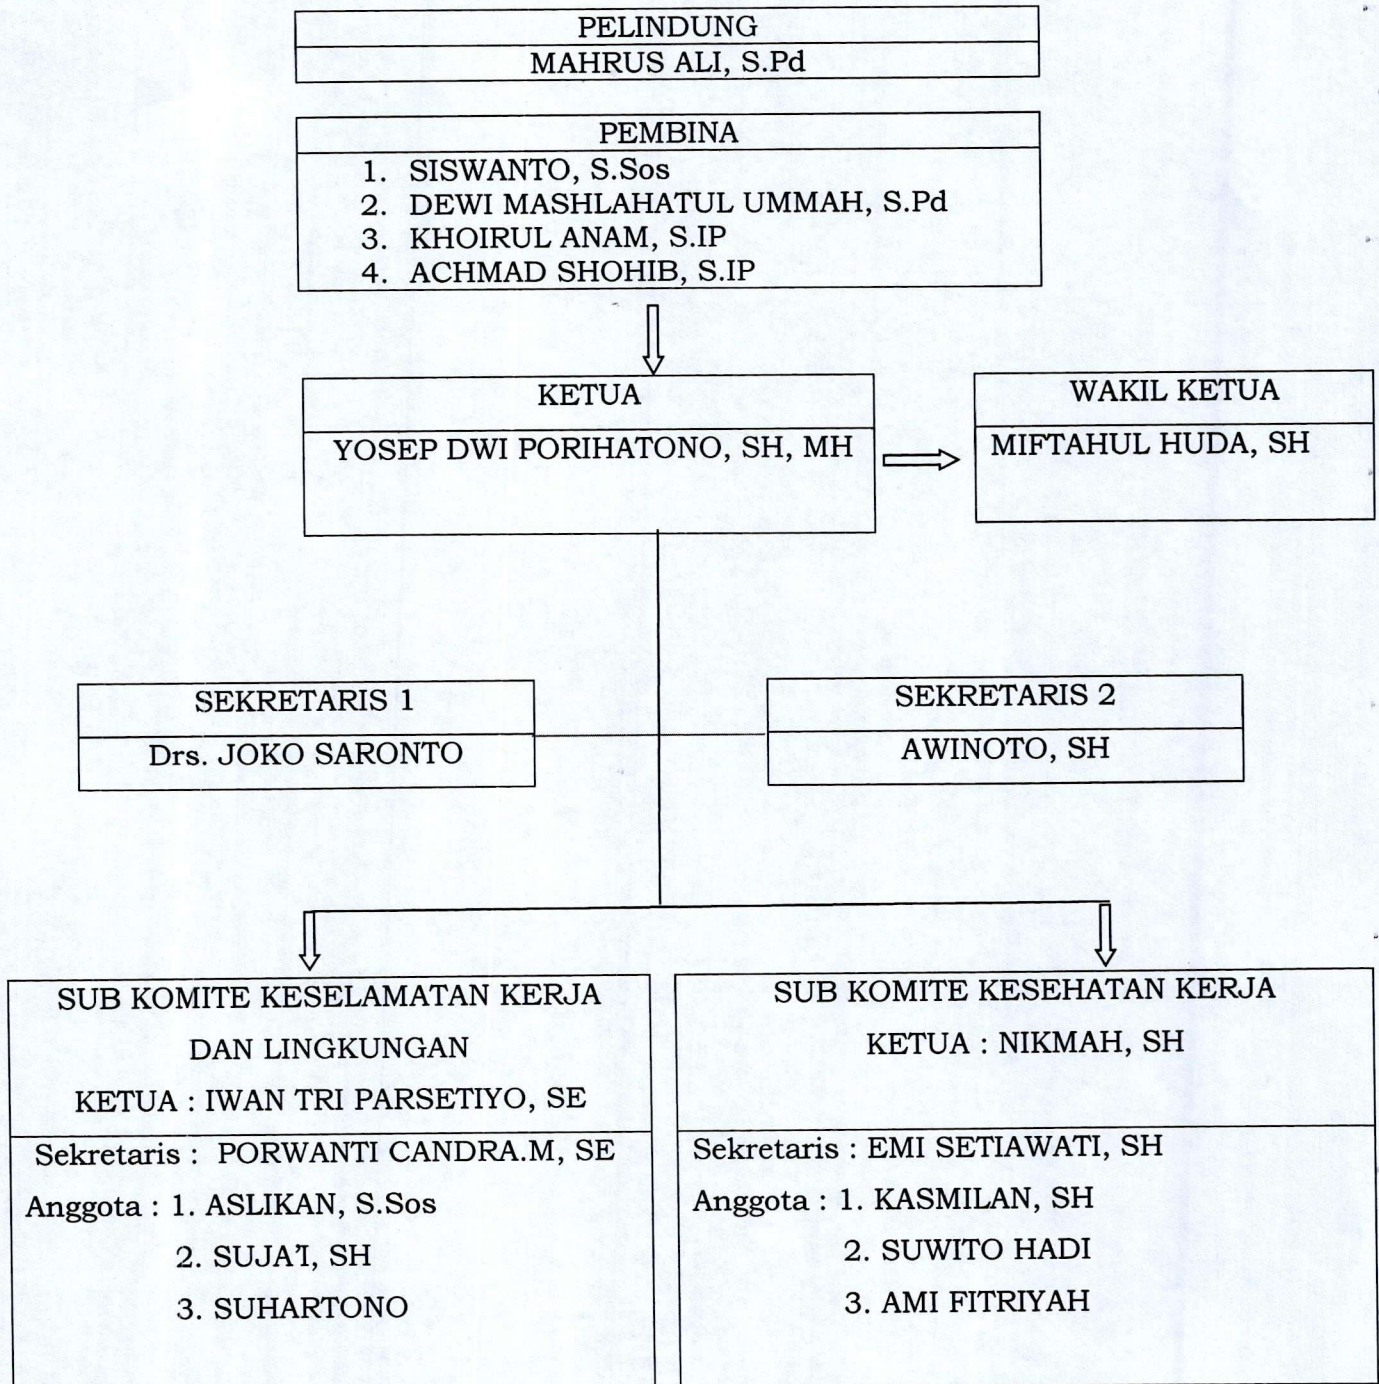 PELINDUNG
MAHRUS ALI, S.Pd
PEMBINA
1. SISWANTO, S.Sos
2. DEWI MASHLAHATUL UMMAH, S.Pd
3. KHOIRUL ANAM, S.IP
4. ACHMAD SHOHIB, S.IP
KETUA
YOSEP DWI PORIHATONO, SH, MH
WAKIL KETUA
MIFTAHUL HUDA, SH
SEKRETARIS 1
Drs. JOKO SARONTO
SEKRETARIS 2
AWINOTO, SH
SUB KOMITE KESELAMATAN KERJA
DAN LINGKUNGAN
KETUA : IWAN TRI PARSETIYO, SE
Sekretaris : PORWANTI CANDRA.M, SE
Anggota : 1. ASLIKAN, S.Sos
2. SUJA'I, SH
3. SUHARTONO
SUB KOMITE KESEHATAN KERJA
KETUA : NIKMAH, SH
Sekretaris : EMI SETIAWATI, SH
Anggota : 1. KASMILAN, SH
2. SUWITO HADI
3. AMI FITRIYAH